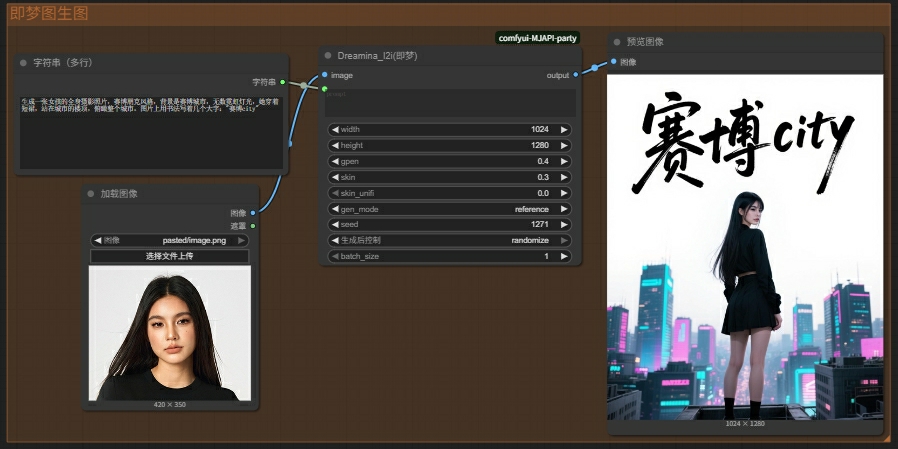 即梦图生图
字符串（多行）
字符串
生成一张女孩的全身摄影照片，赛博朋克风格，背景是赛博城市，无数霓虹灯光，她穿着
短裙，站在城市的楼顶，俯瞰整个城市，图片上用书法写着几个大字，"赛博city"
加载图像
图像
遮罩
图像 pasted/image.png
选择文件上传
420 × 350
comfyui-MJAPI-party
Dreamina_I2i(即梦)
image output
width 1024
height 1280
gpen 0.4
skin 0.3
skin_unifi 0.0
gen_mode reference
seed 1271
生成后控制 randomize
batch_size 1
预览图像
图像
赛博city
1024 × 1280